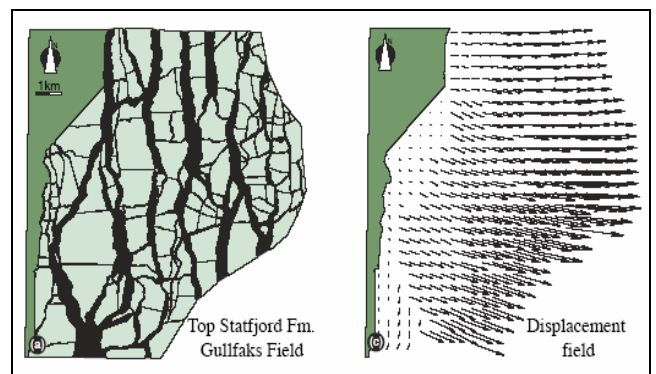 N
1km
Top Statfjord Fm.
Gullfaks Field
a
N
Displacement
field
c